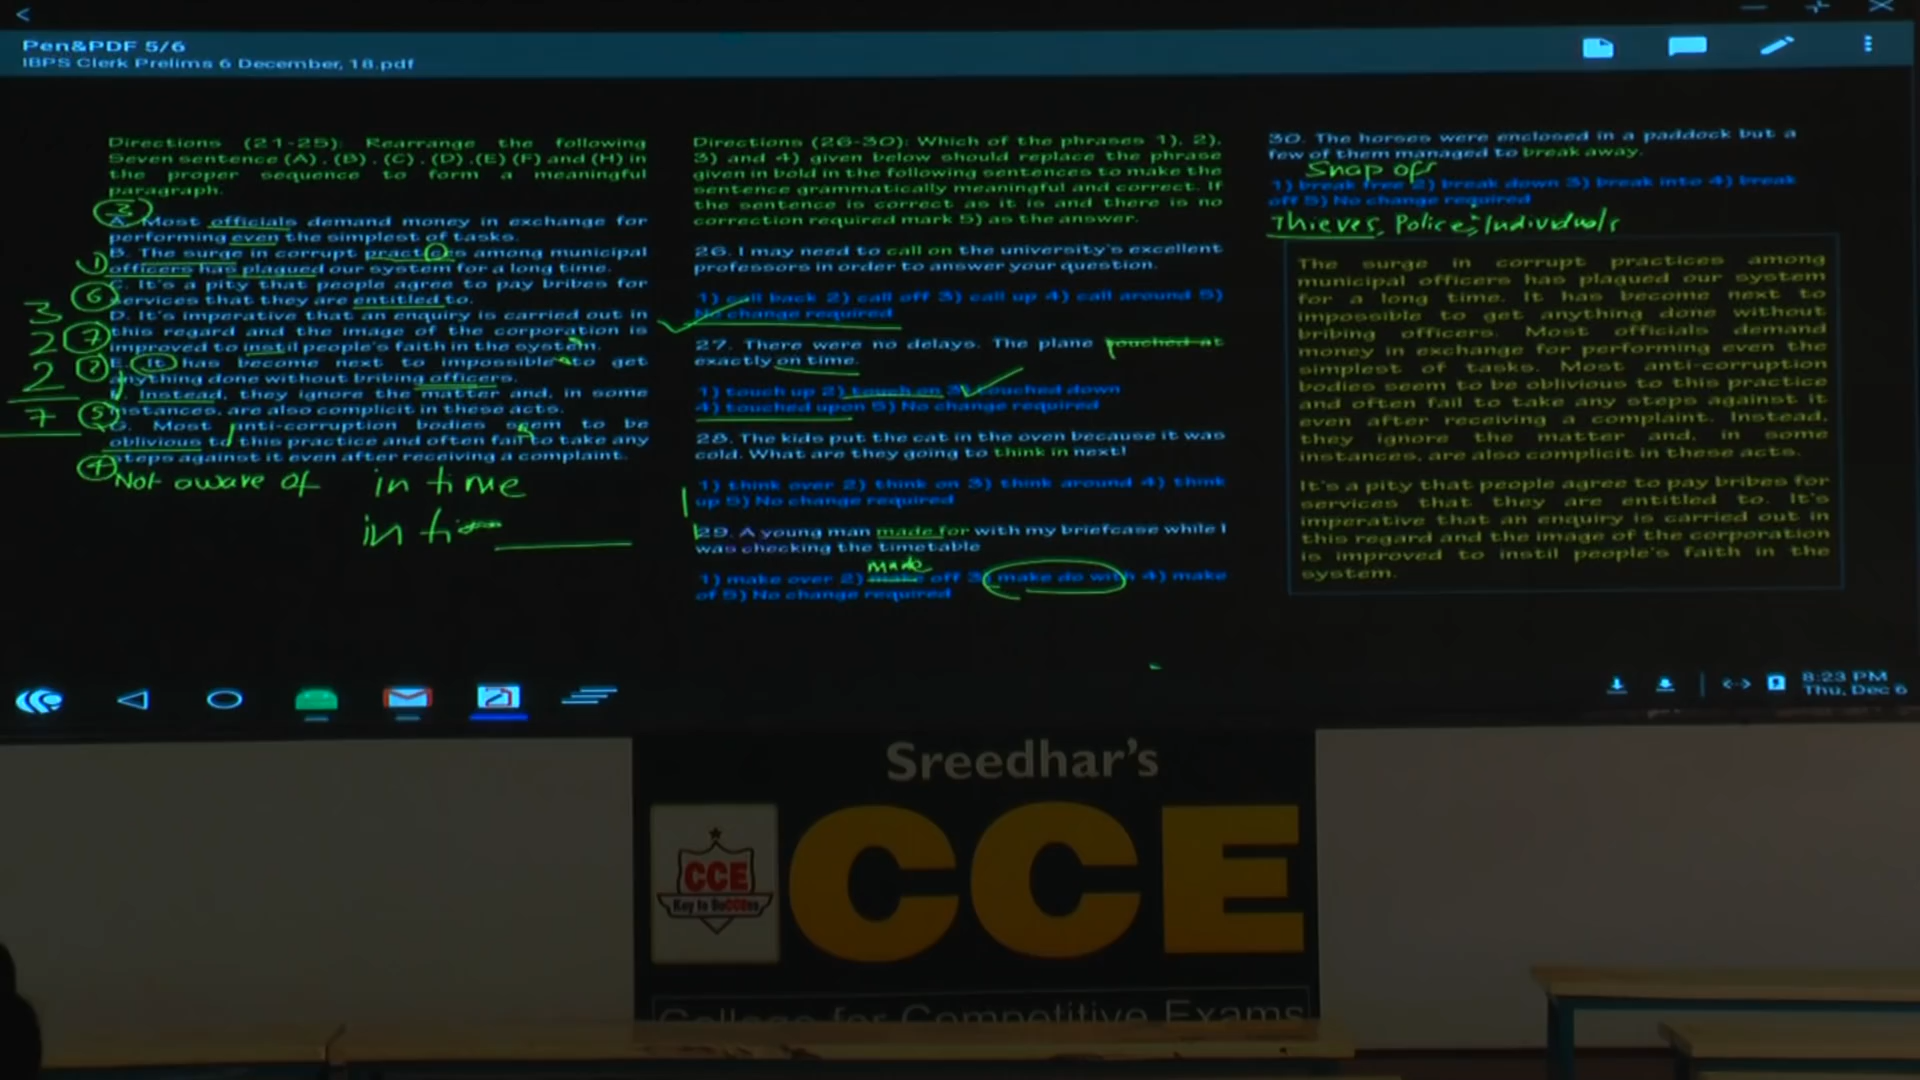 Pen&PDF 5/6
IBPS Clerk Prelims 6 December, 18.pdf
Directions (21-25): Rearrange the following
Seven sentence (A) . (B) . (C) . (D) .(E) (F) and (H) in
the proper sequence to form a meaningful
paragraph.
3
A. Most officials demand money in exchange for
performing even the simplest of tasks.
B. The surge in corrupt practices among municipal
officers has plagued our system for a long time.
C. It's a pity that people agree to pay bribes for
services that they are entitled to.
D. It's imperative that an enquiry is carried out in
this regard and the image of the corporation is
improved to instil people's faith in the system.
E. It has become next to impossible to get
anything done without bribing officers.
Instead, they ignore the matter and, in some
instances, are also complicit in these acts.
G. Most anti-corruption bodies seem to be
oblivious to this practice and often fail to take any
steps against it even after receiving a complaint.
1
6
7
2
5
4
3
2
2
7
Not aware of in time
in
Directions (26-30): Which of the phrases 1), 2),
3) and 4) given below should replace the phrase
given in bold in the following sentences to make the
sentence grammatically meaningful and correct. If
the sentence is correct as it is and there is no
correction required mark 5) as the answer.
26. I may need to call on the university's excellent
professors in order to answer your question.
1) call back 2) call off 3) call up 4) call around 5)
No change required
27. There were no delays. The plane touched at
exactly on time.
1) touch up 2) touch on 3) touched down
4) touched upon 5) No change required
28. The kids put the cat in the oven because it was
cold. What are they going to think in next!
1) think over 2) think on 3) think around 4) think
up 5) No change required
29. A young man made for with my briefcase while I
was checking the timetable
made
1) make over 2) make off 3) make do with 4) make
of 5) No change required
30. The horses were enclosed in a paddock but a
few of them managed to break away.
Snap off
1) break free 2) break down 3) break into 4) break
off 5) No change required
Thieves, Police, Individuals
The surge in corrupt practices among
municipal officers has plagued our system
for a long time. It has become next to
impossible to get anything done without
bribing officers. Most officials demand
money in exchange for performing even the
simplest of tasks. Most anti-corruption
bodies seem to be oblivious to this practice
and often fail to take any steps against it
even after receiving a complaint. Instead,
they ignore the matter and, in some
instances, are also complicit in these acts.
It's a pity that people agree to pay bribes for
services that they are entitled to. It's
imperative that an enquiry is carried out in
this regard and the image of the corporation
is improved to instil people's faith in the
system.
8:23 PM
Thu, Dec 6
Sreedhar's
CCE
CCE
Key to SuCCEss
College for Competitive Exams